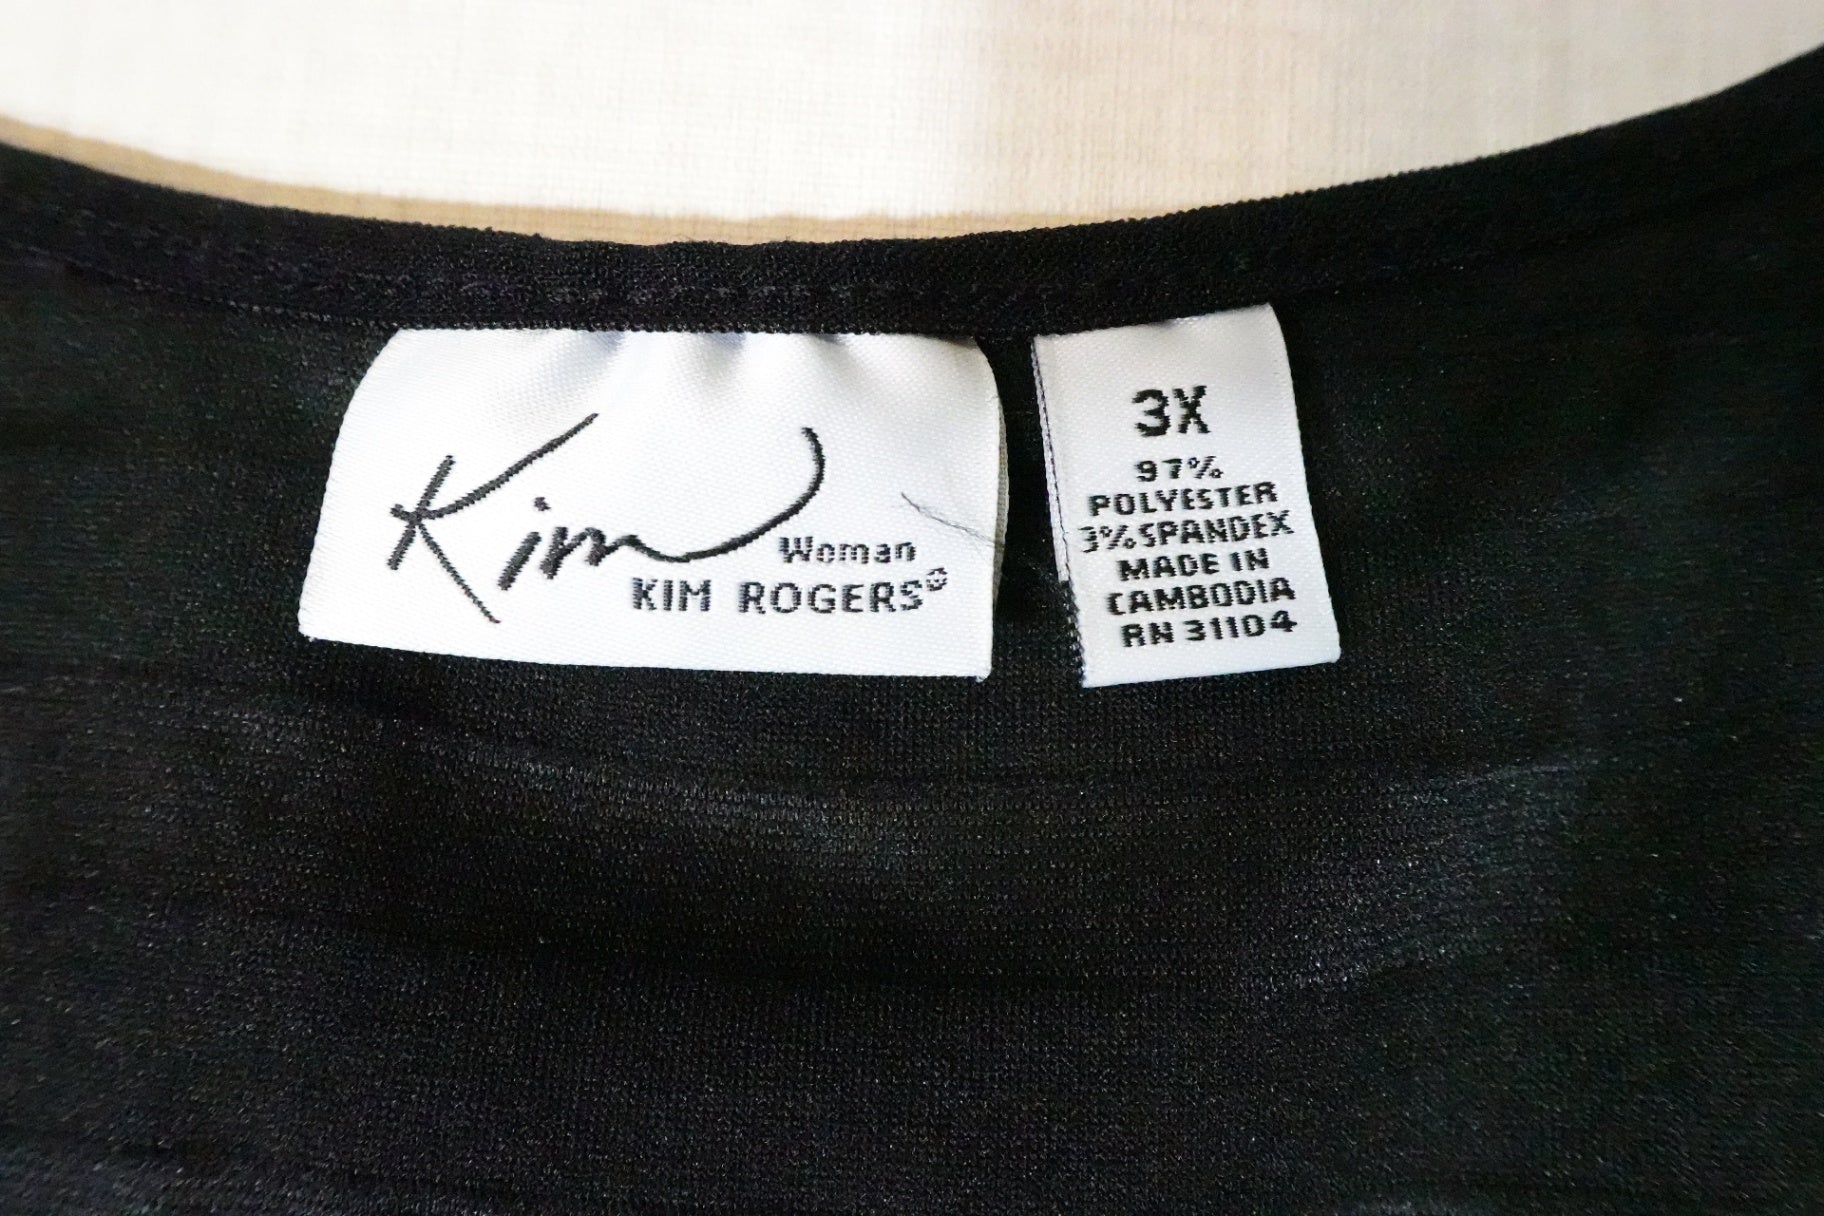 Kim
Woman
KIM ROGERS®
3X
97%
POLYESTER
3% SPANDEX
MADE IN
CAMBODIA
RN 31104